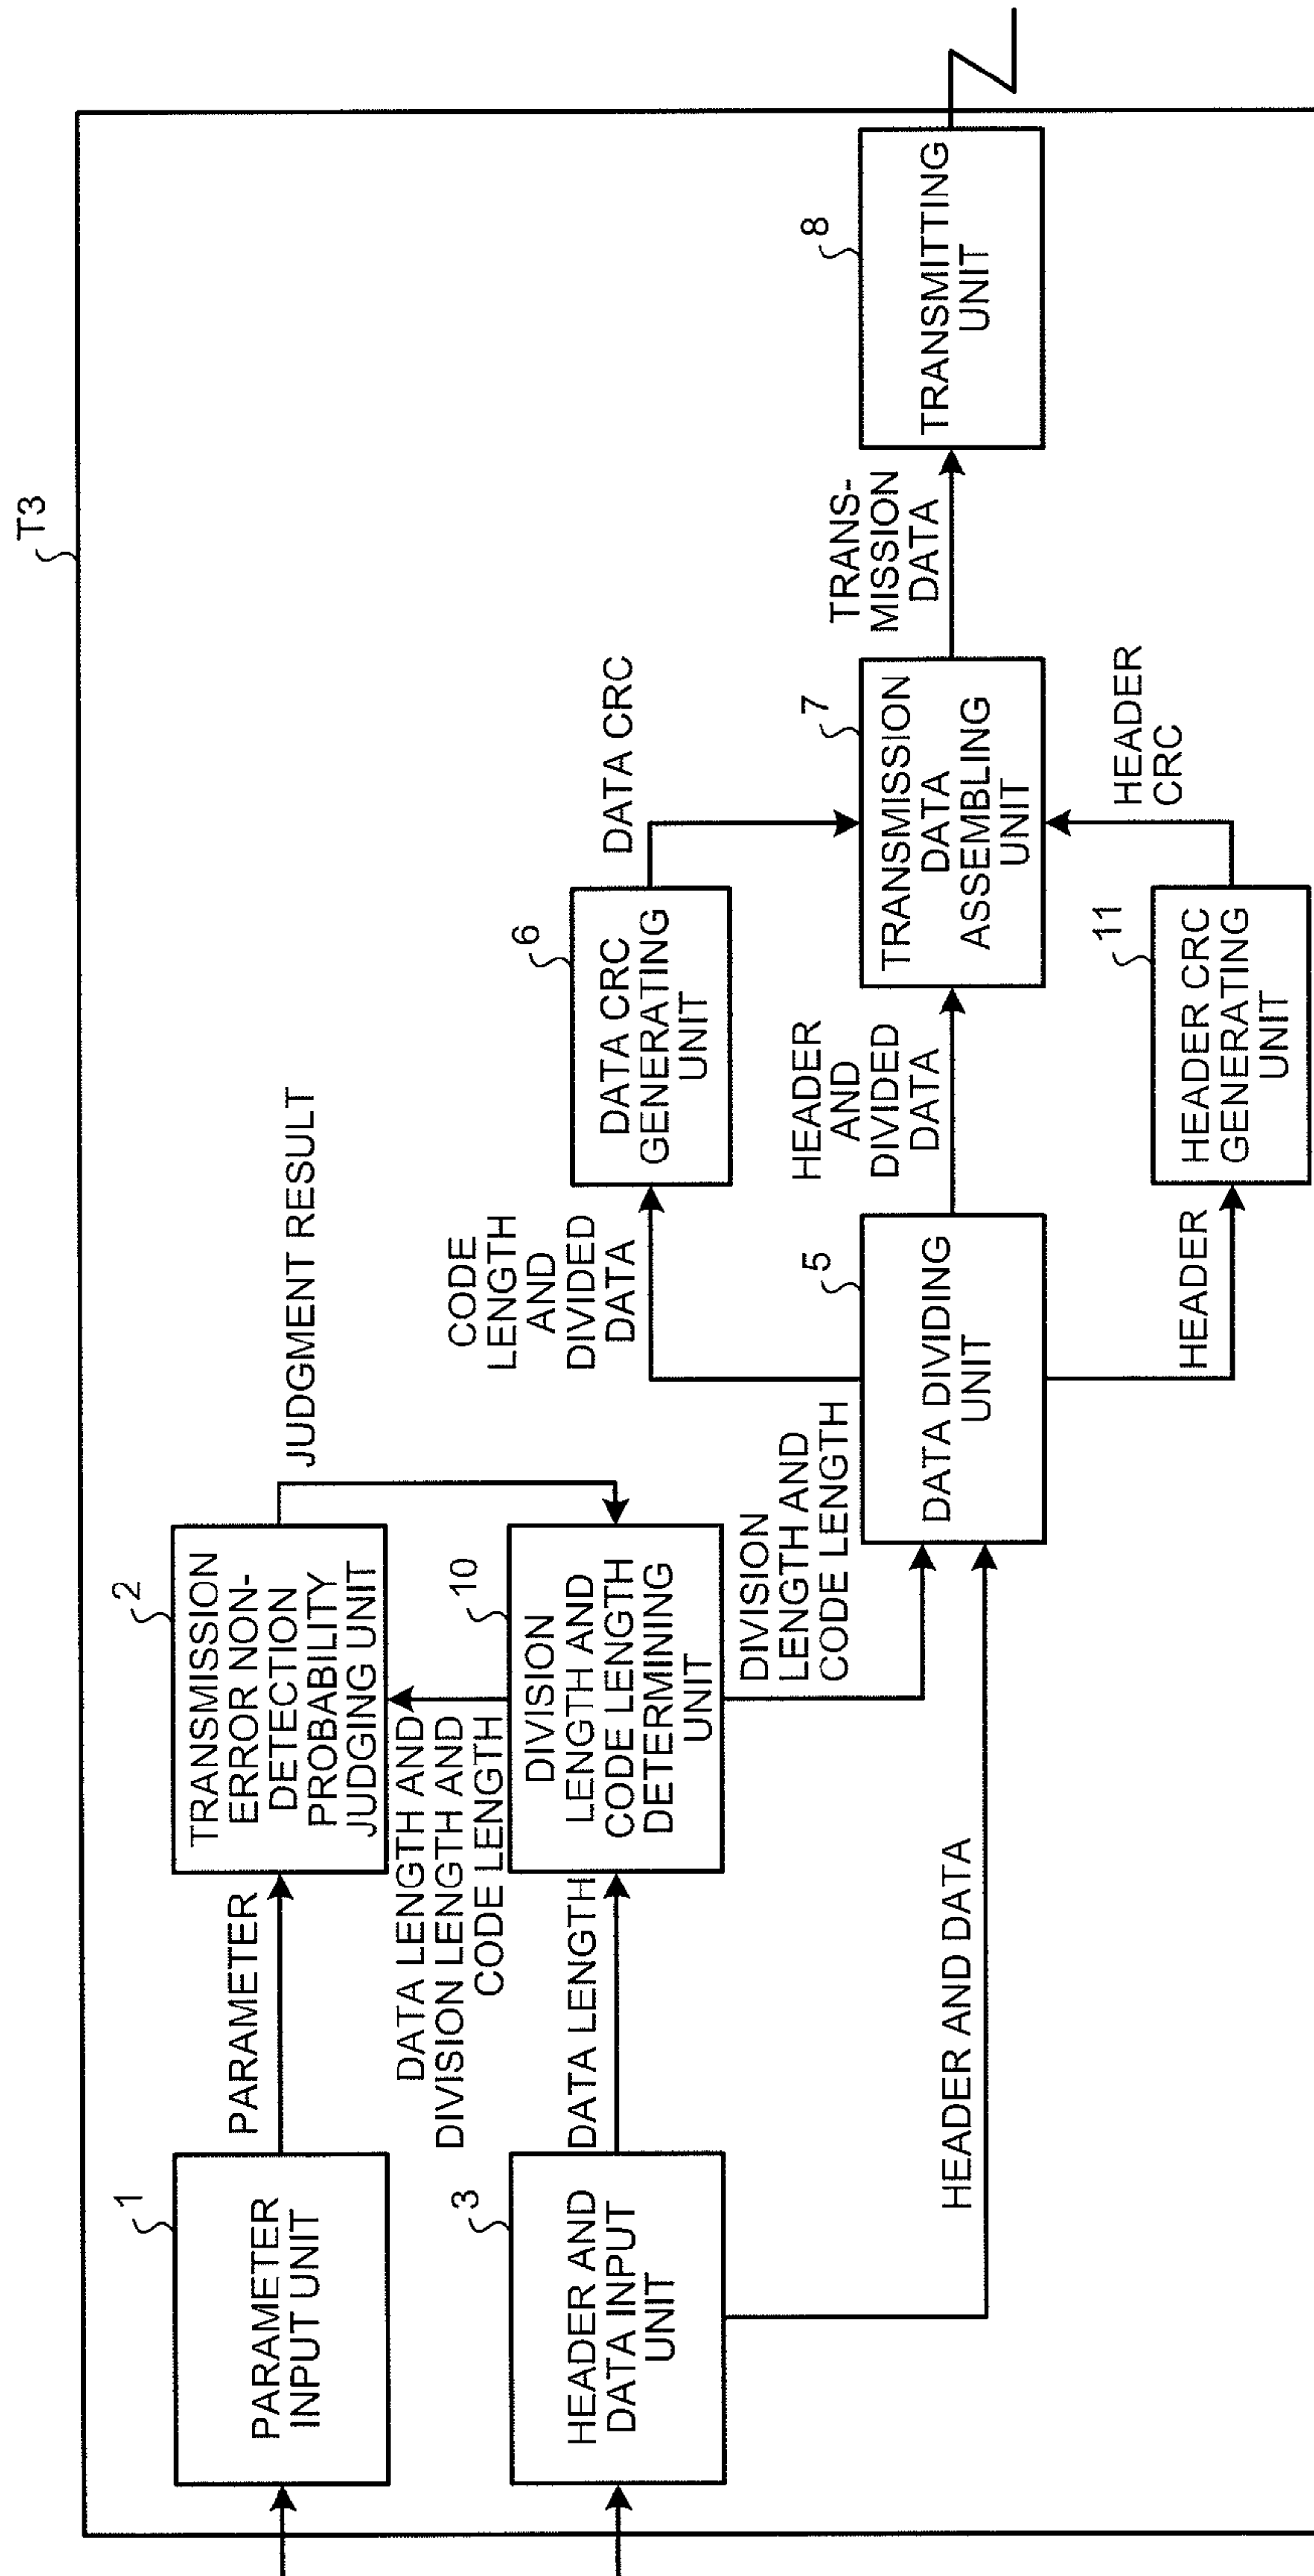 T3
1
PARAMETER
INPUT UNIT
PARAMETER
2
TRANSMISSION
ERROR NON-
DETECTION
PROBABILITY
JUDGING UNIT
JUDGMENT RESULT
DATA LENGTH AND
DIVISION LENGTH AND
CODE LENGTH
3
HEADER AND
DATA INPUT
UNIT
DATA LENGTH
10
DIVISION
LENGTH AND
CODE LENGTH
DETERMINING
UNIT
DIVISION
LENGTH AND
CODE LENGTH
HEADER AND DATA
5
DATA DIVIDING
UNIT
CODE
LENGTH
AND
DIVIDED
DATA
6
DATA CRC
GENERATING
UNIT
DATA CRC
HEADER
AND
DIVIDED
DATA
HEADER
11
HEADER CRC
GENERATING
UNIT
HEADER
CRC
7
TRANSMISSION
DATA
ASSEMBLING
UNIT
TRANS-
MISSION
DATA
8
TRANSMITTING
UNIT